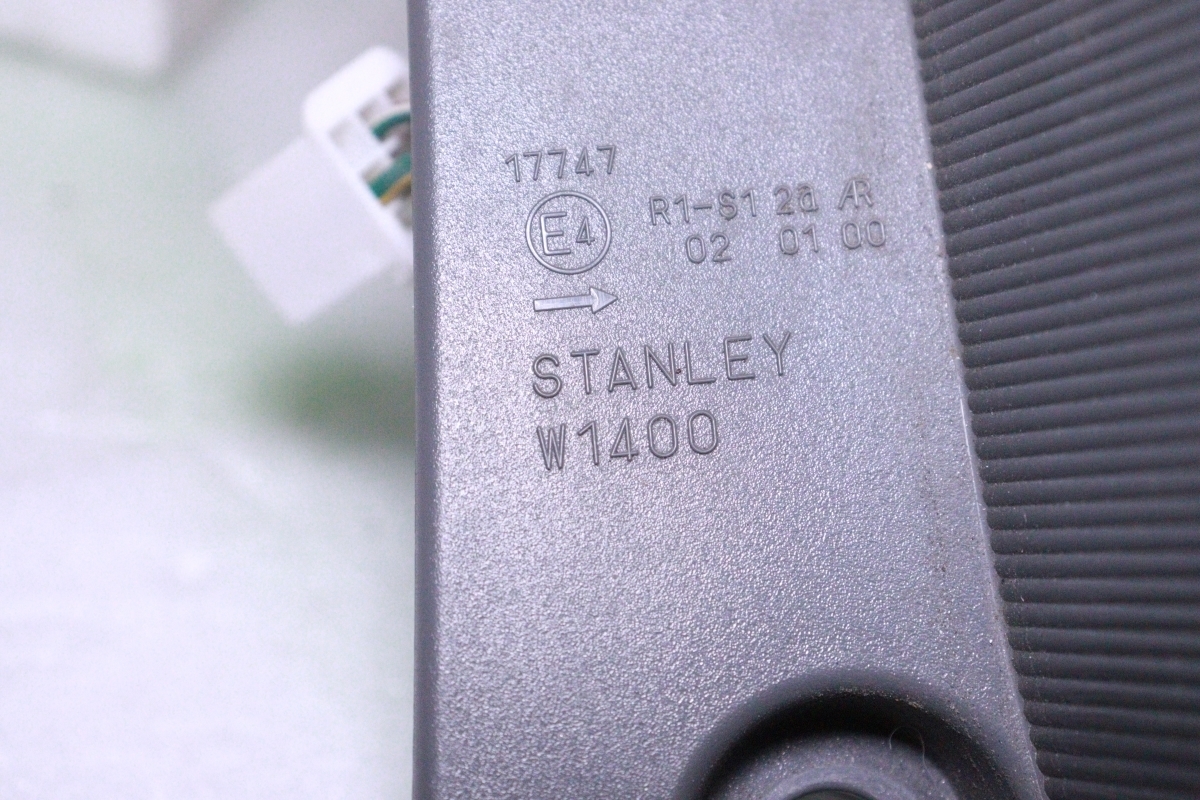 17747
E4 R1-S1 2a AR
02 01 00
STANLEY
W1400